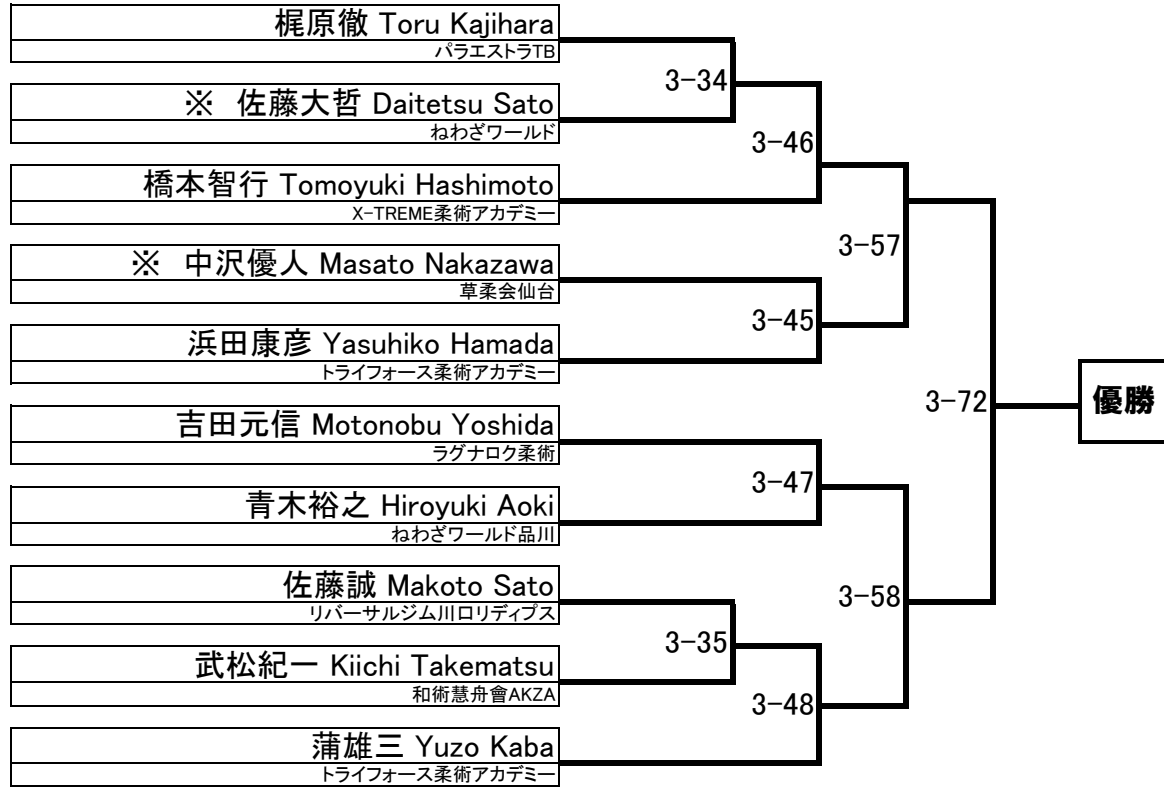 梶原徹 Toru Kajihara
パラエストラTB
3-34
※ 佐藤大哲 Daitetsu Sato
ねわざワールド
3-46
橋本智行 Tomoyuki Hashimoto
X-TREME柔術アカデミー
3-57
※ 中沢優人 Masato Nakazawa
草柔会仙台
3-45
浜田康彦 Yasuhiko Hamada
トライフォース柔術アカデミー
3-72
優勝
吉田元信 Motonobu Yoshida
ラグナロク柔術
3-47
青木裕之 Hiroyuki Aoki
ねわざワールド品川
3-58
佐藤誠 Makoto Sato
リバーサルジム川口リディプス
3-35
武松紀一 Kiichi Takematsu
和術慧舟會AKZA
3-48
蒲雄三 Yuzo Kaba
トライフォース柔術アカデミー